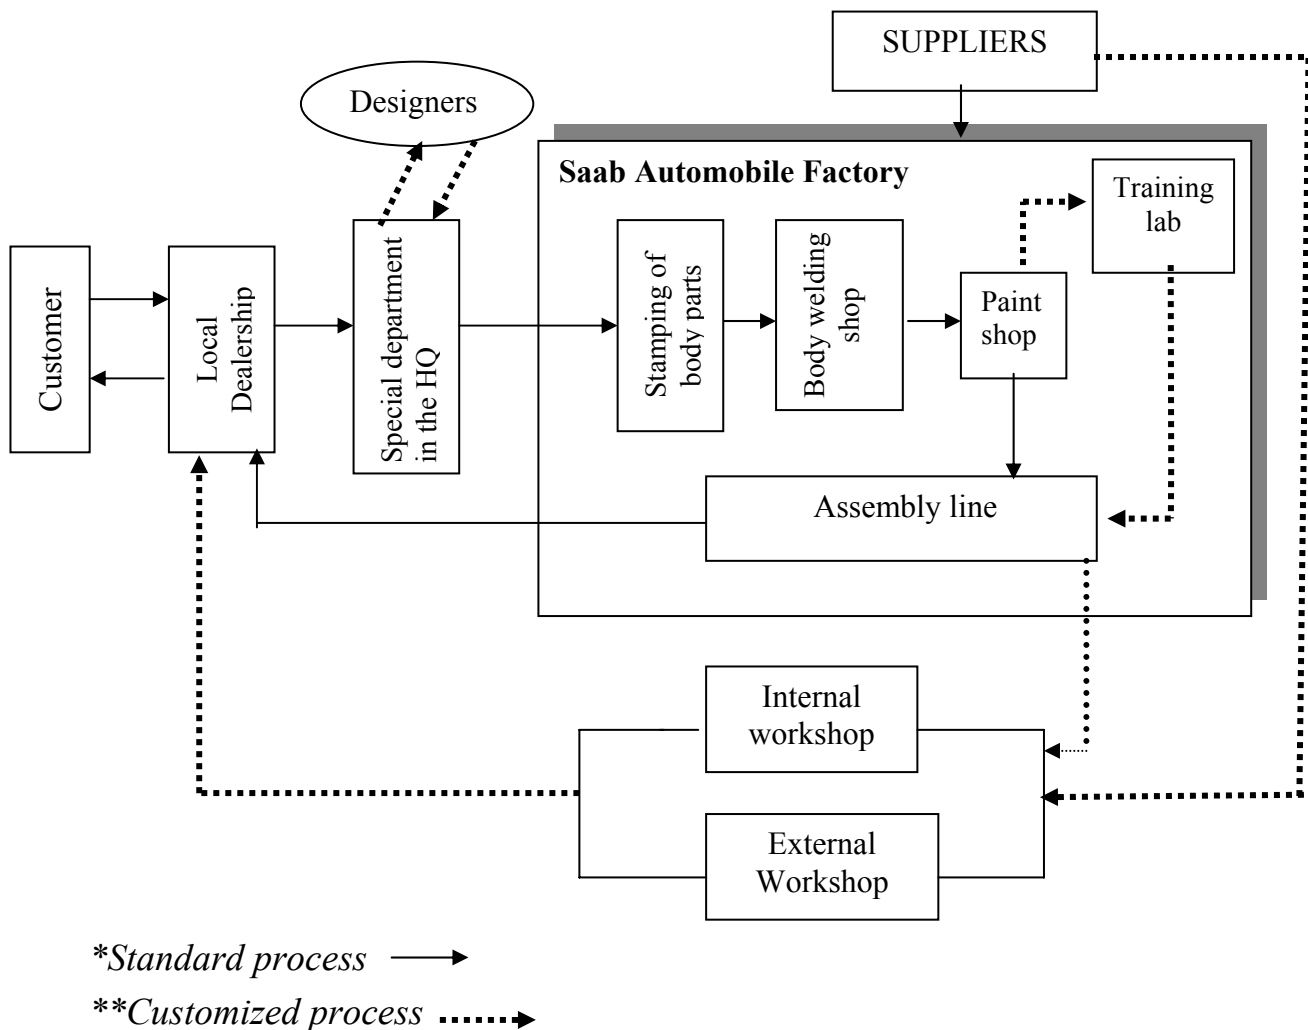 SUPPLIERS
Designers
Saab Automobile Factory
Training
lab
Customer
Local
Dealership
Special department
in the HQ
Stamping of
body parts
Body welding
shop
Paint
shop
Assembly line
Internal
workshop
External
Workshop
*Standard process
**Customized process